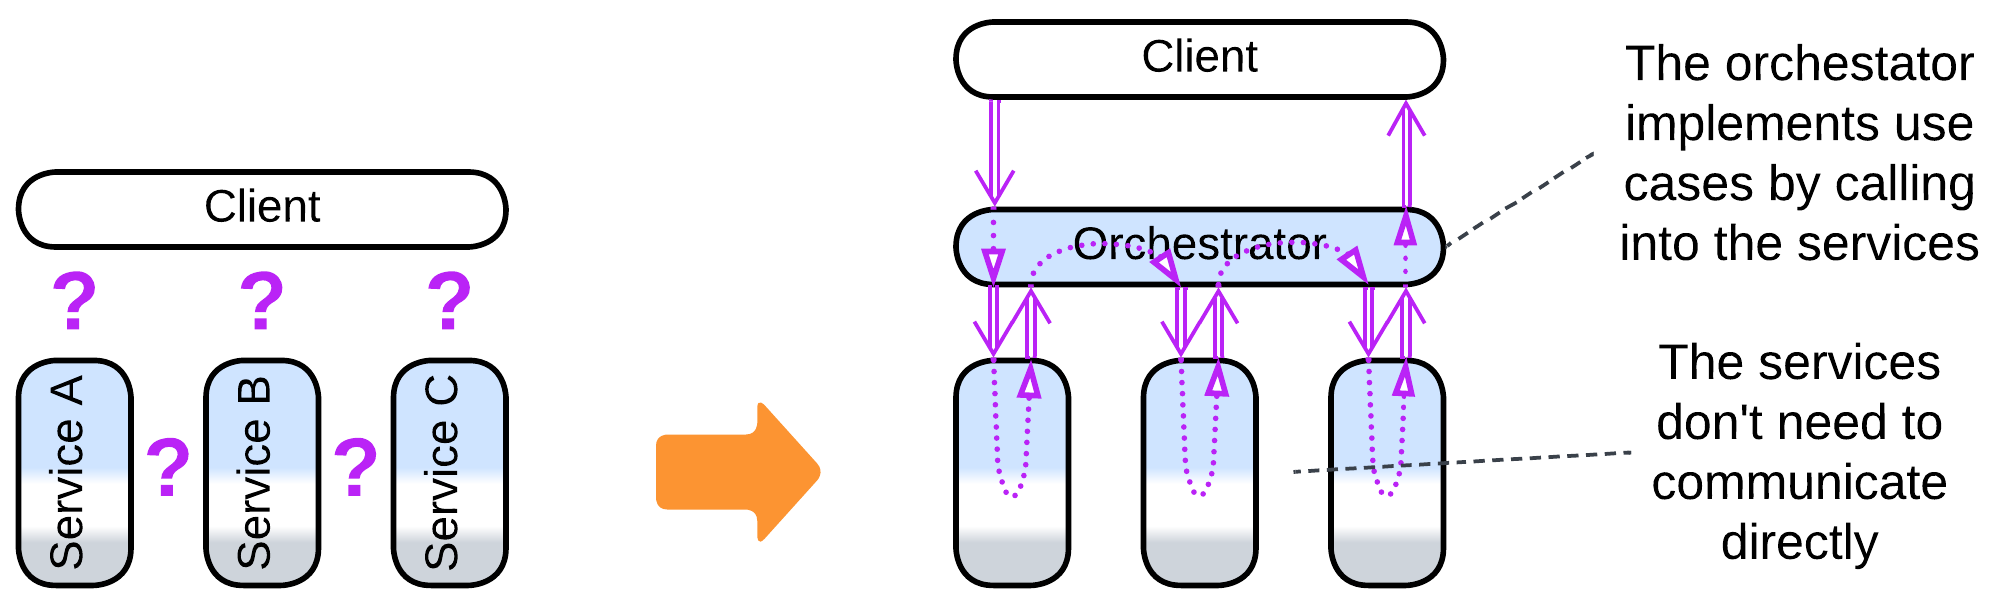 Client
?
?
?
Service A
?
Service B
?
Service C
Client
Orchestrator
The orchestator
implements use
cases by calling
into the services
The services
don't need to
communicate
directly